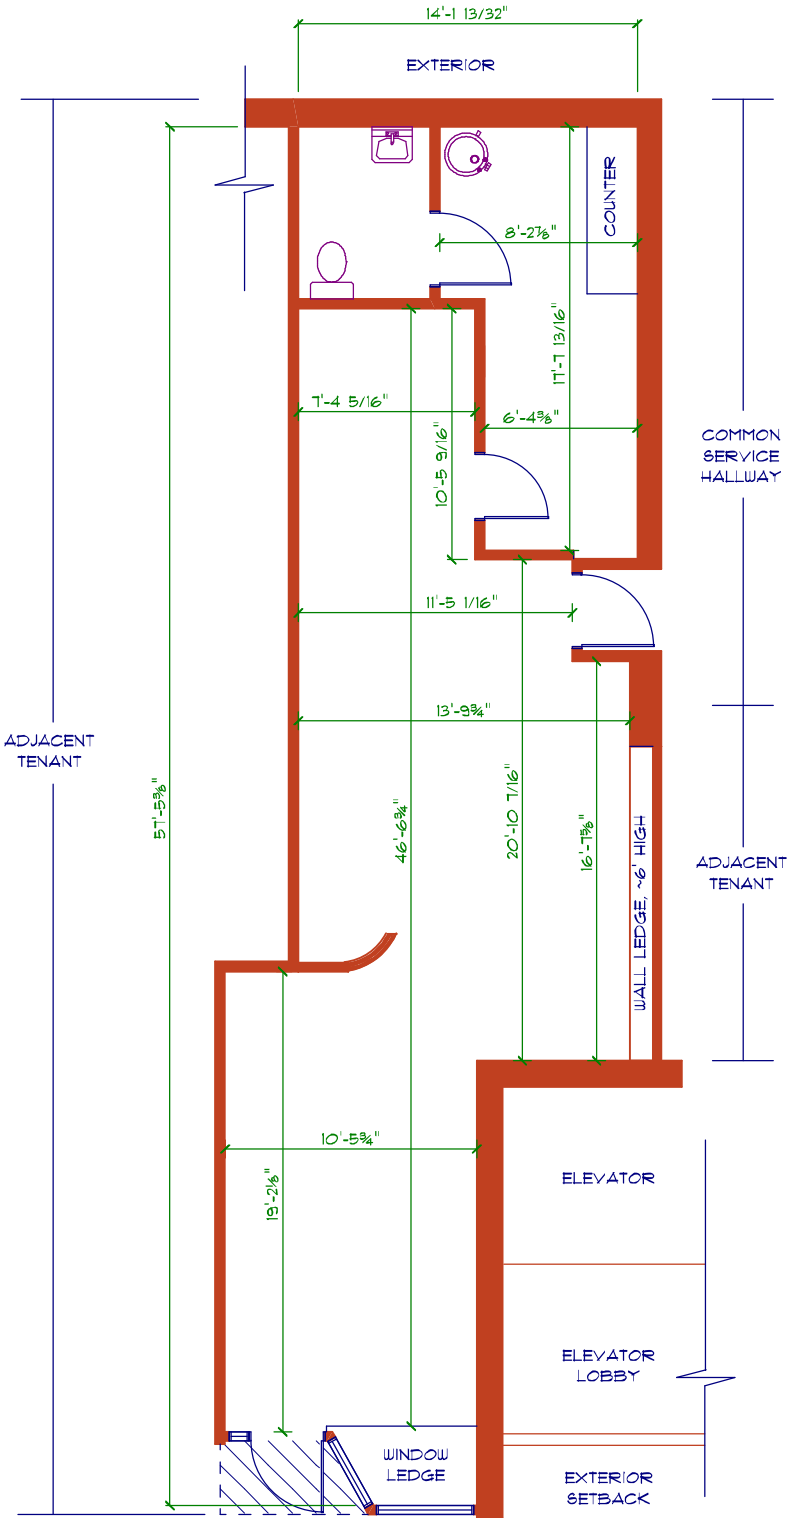 14'-1 13/32"
EXTERIOR
COUNTER
8'-2⅞"
17'-7 13/16"
7'-4 5/16"
6'-4⅜"
10'-5 9/16"
COMMON
SERVICE
HALLWAY
11'-5 1/16"
13'-9¾"
ADJACENT
TENANT
57'-5⅜"
46'-6¾"
20'-10 7/16"
16'-7⅝"
WALL LEDGE, ~6' HIGH
ADJACENT
TENANT
10'-5¾"
19'-2⅛"
ELEVATOR
ELEVATOR
LOBBY
WINDOW
LEDGE
EXTERIOR
SETBACK